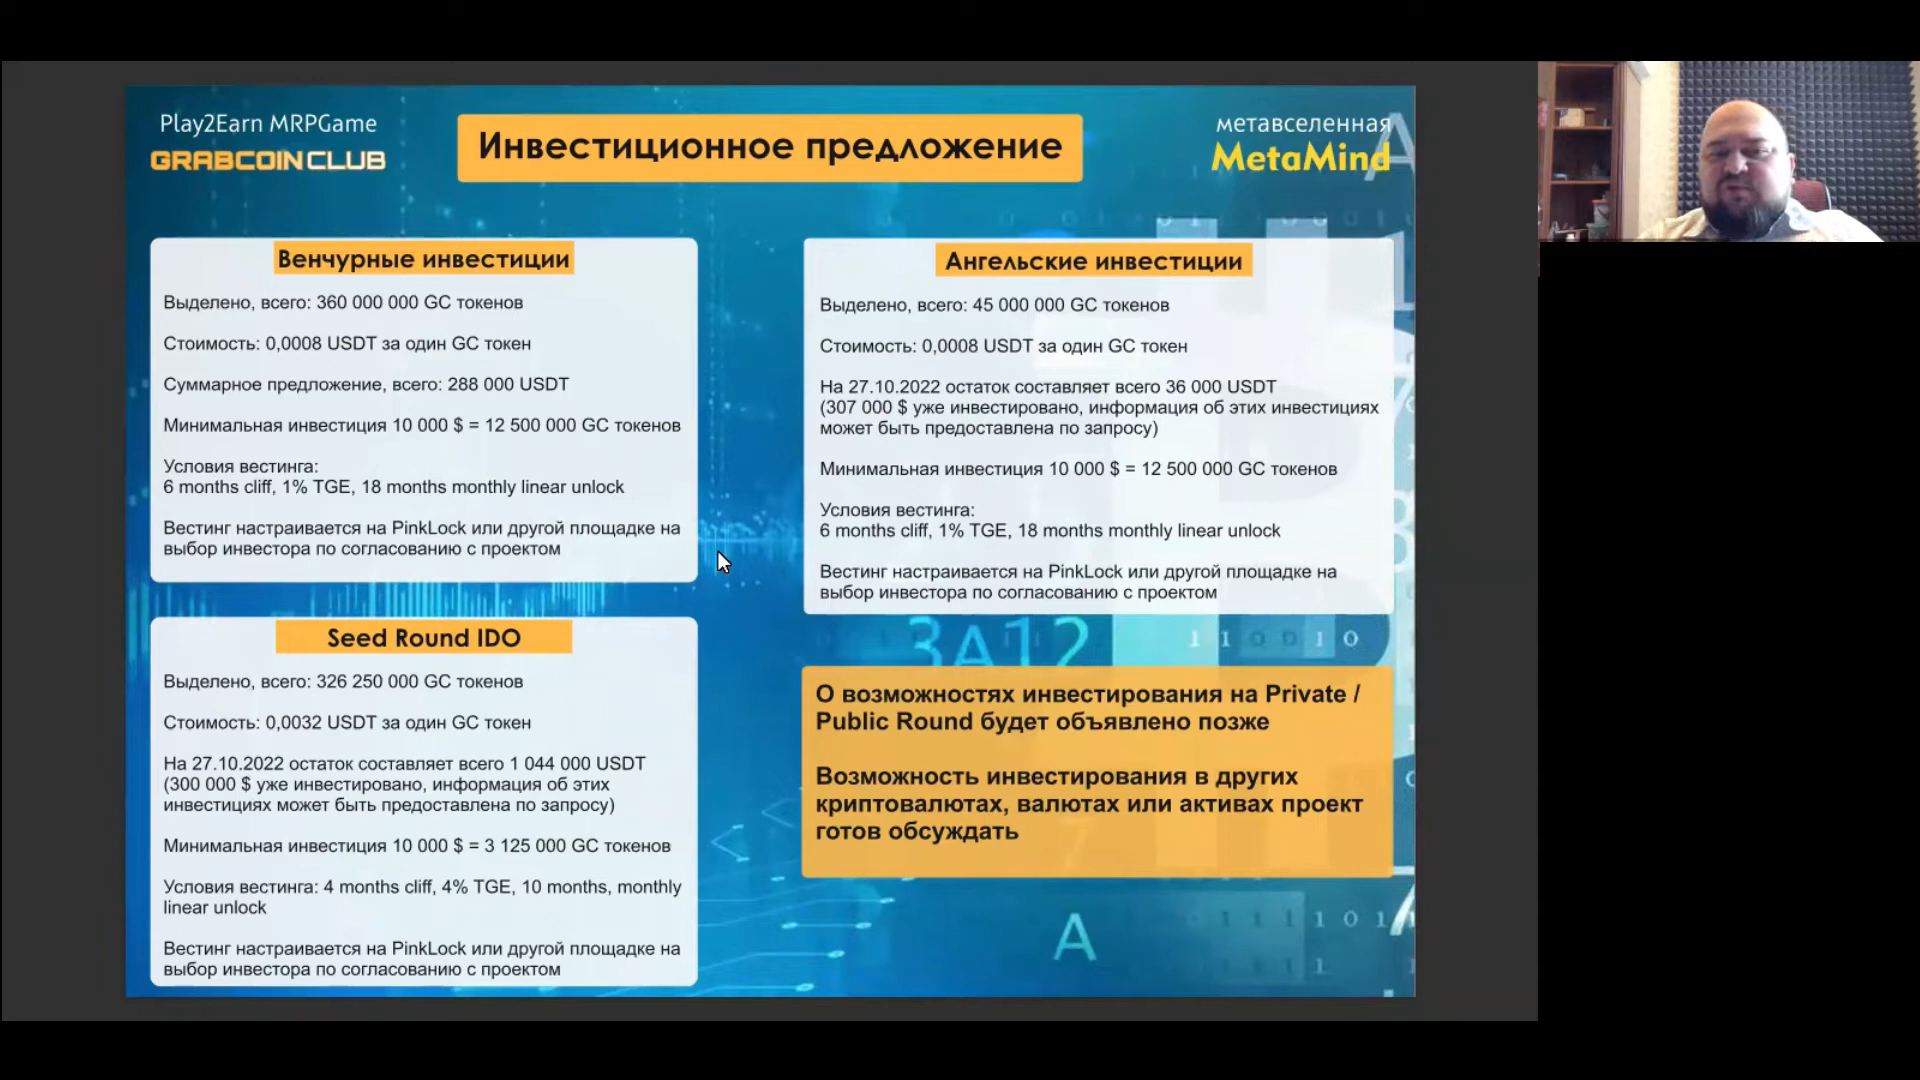 Play2Earn MRPGame
GRABCOINCLUB
Инвестиционное предложение
метавселенная
MetaMind
Венчурные инвестиции
Выделено, всего: 360 000 000 GC токенов
Стоимость: 0,0008 USDT за один GC токен
Суммарное предложение, всего: 288 000 USDT
Минимальная инвестиция 10 000 $ = 12 500 000 GC токенов
Условия вестинга:
6 months cliff, 1% TGE, 18 months monthly linear unlock
Вестинг настраивается на PinkLock или другой площадке на
выбор инвестора по согласованию с проектом
Ангельские инвестиции
Выделено, всего: 45 000 000 GC токенов
Стоимость: 0,0008 USDT за один GC токен
На 27.10.2022 остаток составляет всего 36 000 USDT
(307 000 $ уже инвестировано, информация об этих инвестициях
может быть предоставлена по запросу)
Минимальная инвестиция 10 000 $ = 12 500 000 GC токенов
Условия вестинга:
6 months cliff, 1% TGE, 18 months monthly linear unlock
Вестинг настраивается на PinkLock или другой площадке на
выбор инвестора по согласованию с проектом
Seed Round IDO
Выделено, всего: 326 250 000 GC токенов
Стоимость: 0,0032 USDT за один GC токен
На 27.10.2022 остаток составляет всего 1 044 000 USDT
(300 000 $ уже инвестировано, информация об этих
инвестициях может быть предоставлена по запросу)
Минимальная инвестиция 10 000 $ = 3 125 000 GC токенов
Условия вестинга: 4 months cliff, 4% TGE, 10 months, monthly
linear unlock
Вестинг настраивается на PinkLock или другой площадке на
выбор инвестора по согласованию с проектом
3A12
О возможностях инвестирования на Private /
Public Round будет объявлено позже
Возможность инвестирования в других
криптовалютах, валютах или активах проект
готов обсуждать
A